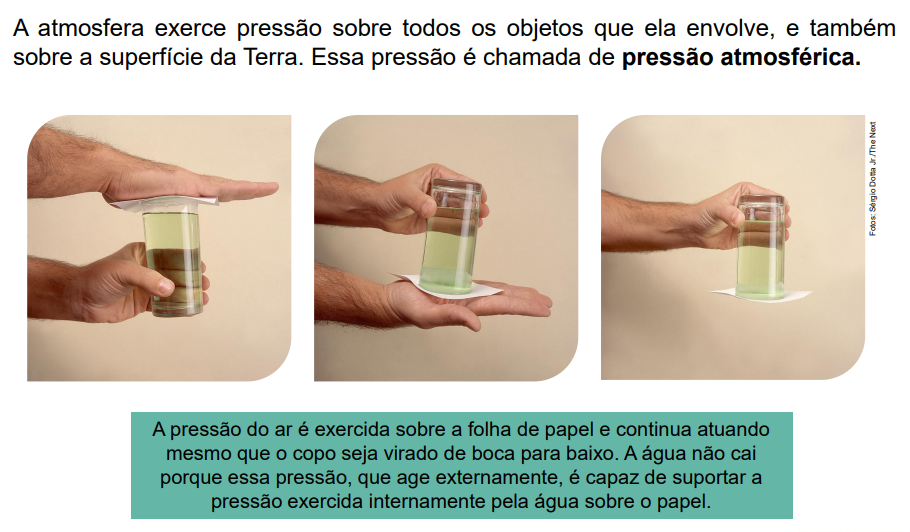 A atmosfera exerce pressão sobre todos os objetos que ela envolve, e também
sobre a superfície da Terra. Essa pressão é chamada de pressão atmosférica.
Fotos: Sérgio Dotta Jr./The Next
A pressão do ar é exercida sobre a folha de papel e continua atuando
mesmo que o copo seja virado de boca para baixo. A água não cai
porque essa pressão, que age externamente, é capaz de suportar a
pressão exercida internamente pela água sobre o papel.